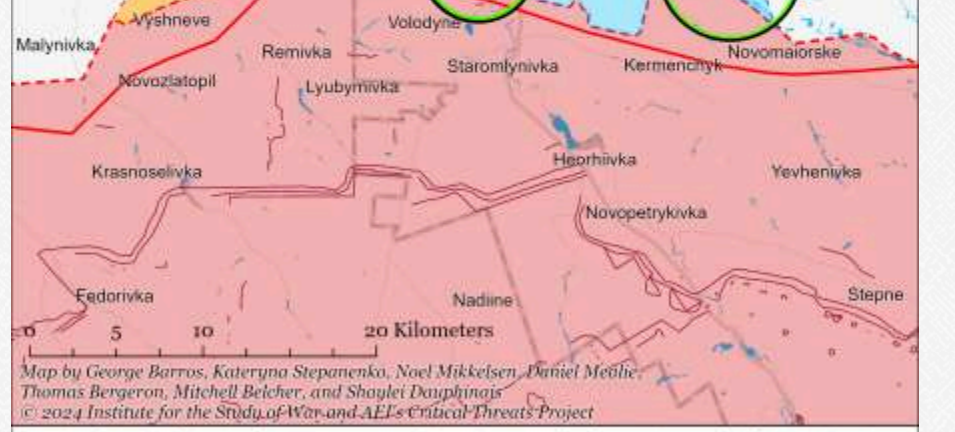 Vyshneve
Volodyne
Malynivka
Remivka
Novomaiorske
Staromlynivka
Kermenchyk
Novozlatopil
Lyubymivka
Heorhiivka
Krasnoselivka
Yevhenivka
Novopetrykivka
Fedorivka
Nadiine
Stepne
0 5 10 20 Kilometers
Map by George Barros, Kateryna Stepanenko, Noel Mikkelsen, Daniel Mealie,
Thomas Bergeron, Mitchell Belcher, and Shaylei Dauphinais
© 2024 Institute for the Study of War and AEI's Critical Threats Project